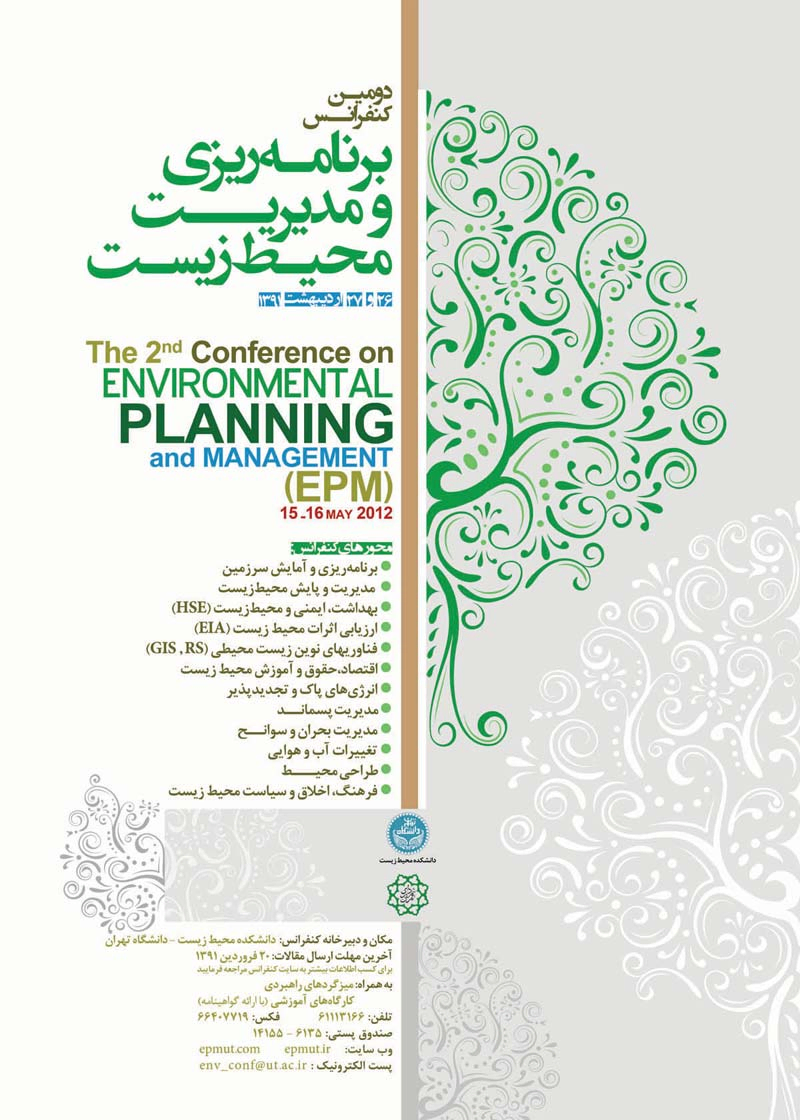 دومین
کنفرانس
برنامه‌ریزی
و مدیریت
محیط زیست
۲۶ و ۲۷ اردیبهشت ۱۳۹۱
The 2nd Conference on
ENVIRONMENTAL
PLANNING
and MANAGEMENT
(EPM)
15-16 MAY 2012
محورهای کنفرانس:
برنامه‌ریزی و آمایش سرزمین
مدیریت و پایش محیط‌زیست
بهداشت، ایمنی و محیط‌زیست (HSE)
ارزیابی اثرات محیط زیست (EIA)
فناوریهای نوین زیست محیطی (GIS , RS)
اقتصاد، حقوق و آموزش محیط زیست
انرژی‌های پاک و تجدیدپذیر
مدیریت پسماند
مدیریت بحران و سوانح
تغییرات آب و هوایی
طراحی محیط
فرهنگ، اخلاق و سیاست محیط زیست
دانشگاه
تهران
دانشکده محیط زیست
مکان و دبیرخانه کنفرانس: دانشکده محیط زیست - دانشگاه تهران
آخرین مهلت ارسال مقالات: ۲۰ فروردین ۱۳۹۱
برای کسب اطلاعات بیشتر به سایت کنفرانس مراجعه فرمایید
به همراه: میزگردهای راهبردی
کارگاه‌های آموزشی (با ارائه گواهینامه)
تلفن: ۶۱۱۱۳۱۶۶ فکس: ۶۶۴۰۷۷۱۹
صندوق پستی: ۶۱۳۵ - ۱۴۱۵۵
وب سایت: epmut.ir epmut.com
پست الکترونیک : env_conf@ut.ac.ir